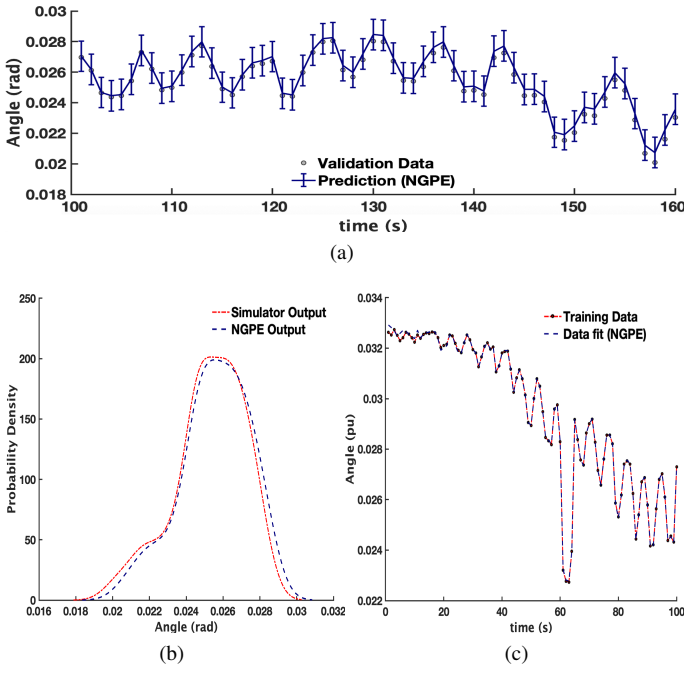 0.03
0.028
0.026
0.024
0.022
0.02
0.018
Angle (rad)
Validation Data
Prediction (NGPE)
100 110 120 130 140 150 160
time (s)
(a)
250
200
150
100
50
0
Probability Density
Simulator Output
NGPE Output
0.016 0.018 0.02 0.022 0.024 0.026 0.028 0.03 0.032
Angle (rad)
(b)
0.034
0.032
0.03
0.028
0.026
0.024
0.022
Angle (pu)
Training Data
Data fit (NGPE)
0 20 40 60 80 100
time (s)
(c)